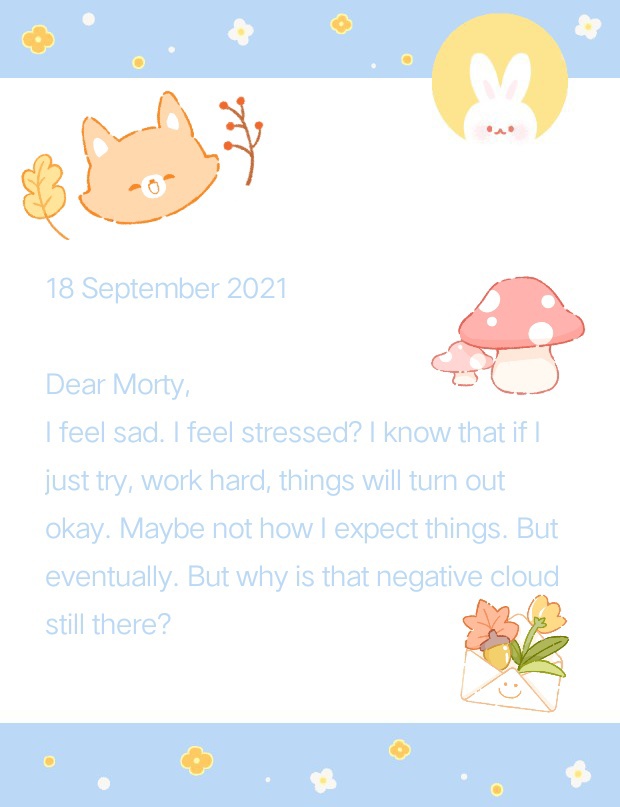 18 September 2021
Dear Morty,
I feel sad. I feel stressed? I know that if I
just try, work hard, things will turn out
okay. Maybe not how I expect things. But
eventually. But why is that negative cloud
still there?